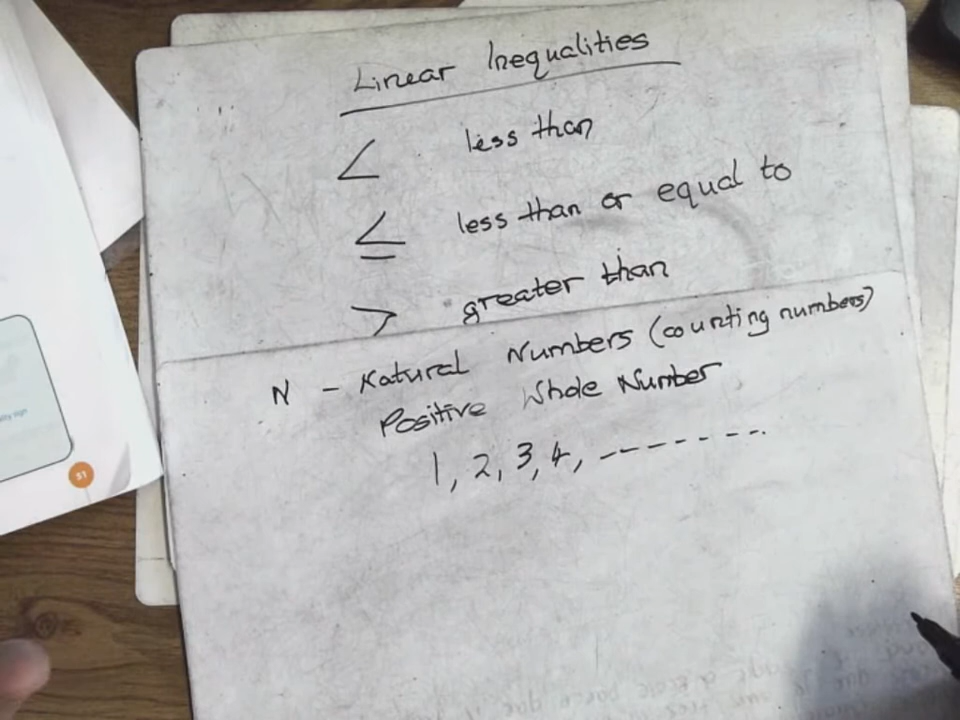 Linear Inequalities
< less than
≤ less than or equal to
> greater than
N - Natural Numbers (counting numbers)
Positive Whole Number
1, 2, 3, 4, -------.
51